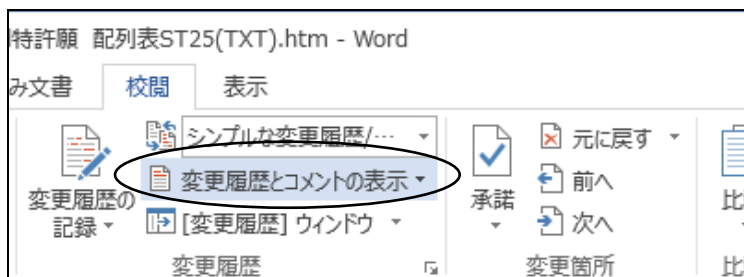 特許願 配列表ST25(TXT).htm - Word
み文書 校閲 表示
変更履歴の
記録
シンプルな変更履歴/…
変更履歴とコメントの表示
[変更履歴] ウィンドウ
変更履歴
承諾
元に戻す
前へ
次へ
変更箇所
比
比